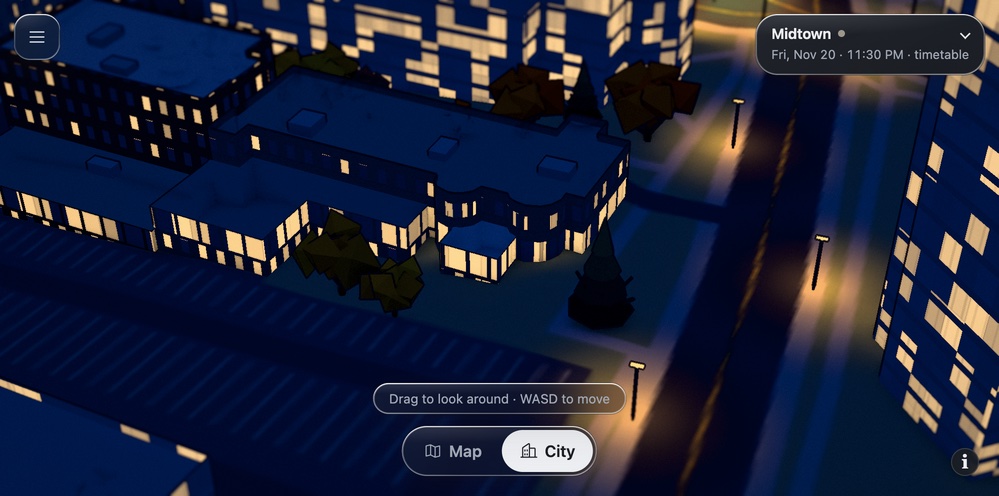 Midtown
Fri, Nov 20 · 11:30 PM · timetable
Drag to look around · WASD to move
Map
City